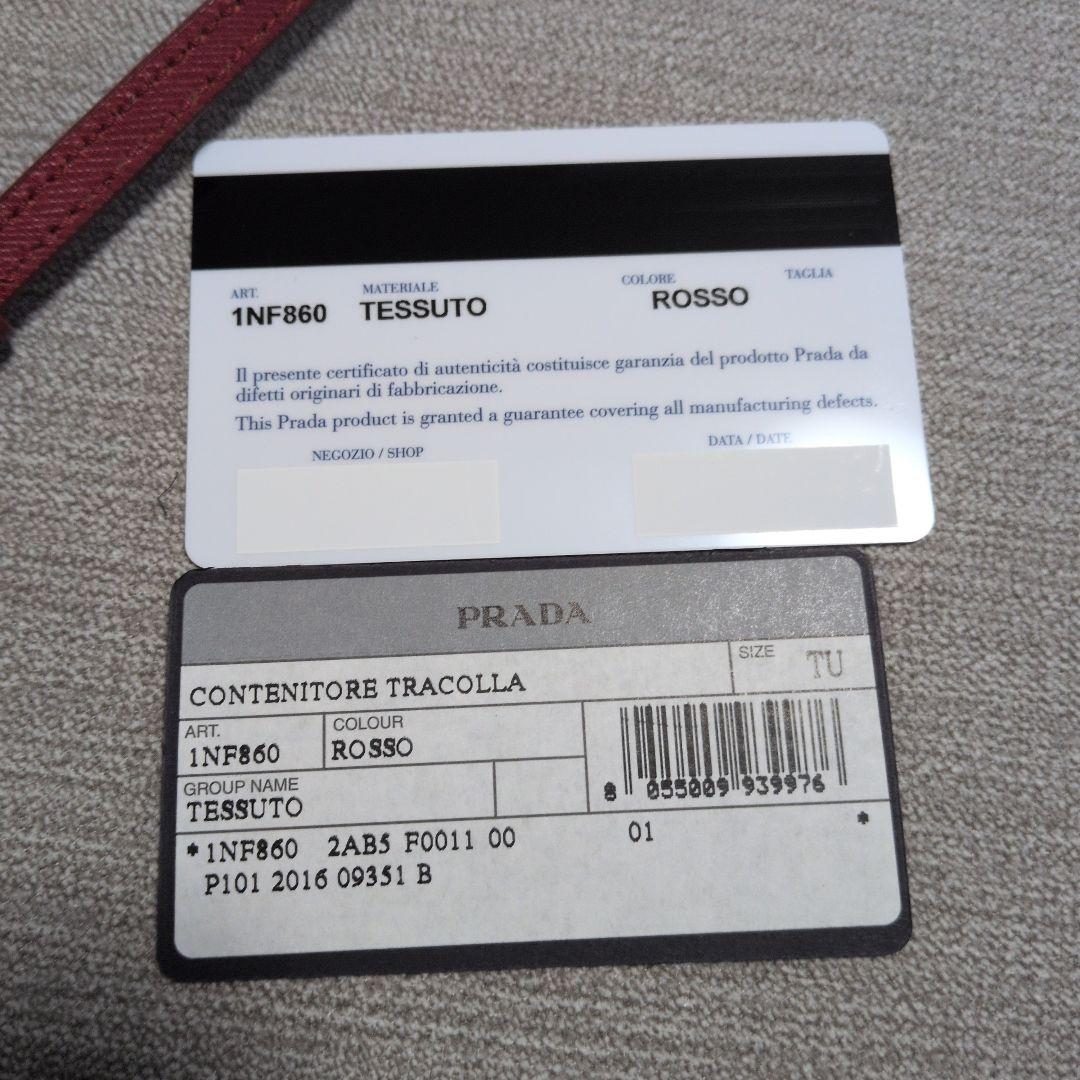 ART. MATERIALE COLORE TAGLIA
1NF860 TESSUTO ROSSO
Il presente certificato di autenticità costituisce garanzia del prodotto Prada da
difetti originari di fabbricazione.
This Prada product is granted a guarantee covering all manufacturing defects.
NEGOZIO / SHOP DATA / DATE
PRADA
CONTENITORE TRACOLLA
SIZE TU
ART. COLOUR
1NF860 ROSSO
GROUP NAME
TESSUTO
8 055009 939976
*1NF860 2AB5 F0011 00 01 *
P101 2016 09351 B